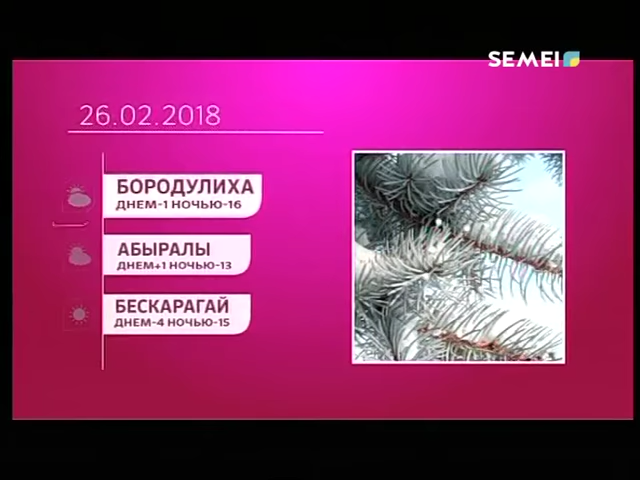 SEMEI
26.02.2018
БОРОДУЛИХА
ДНЕМ-1 НОЧЬЮ-16
АБЫРАЛЫ
ДНЕМ+1 НОЧЬЮ-13
БЕСКАРАГАЙ
ДНЕМ-4 НОЧЬЮ-15